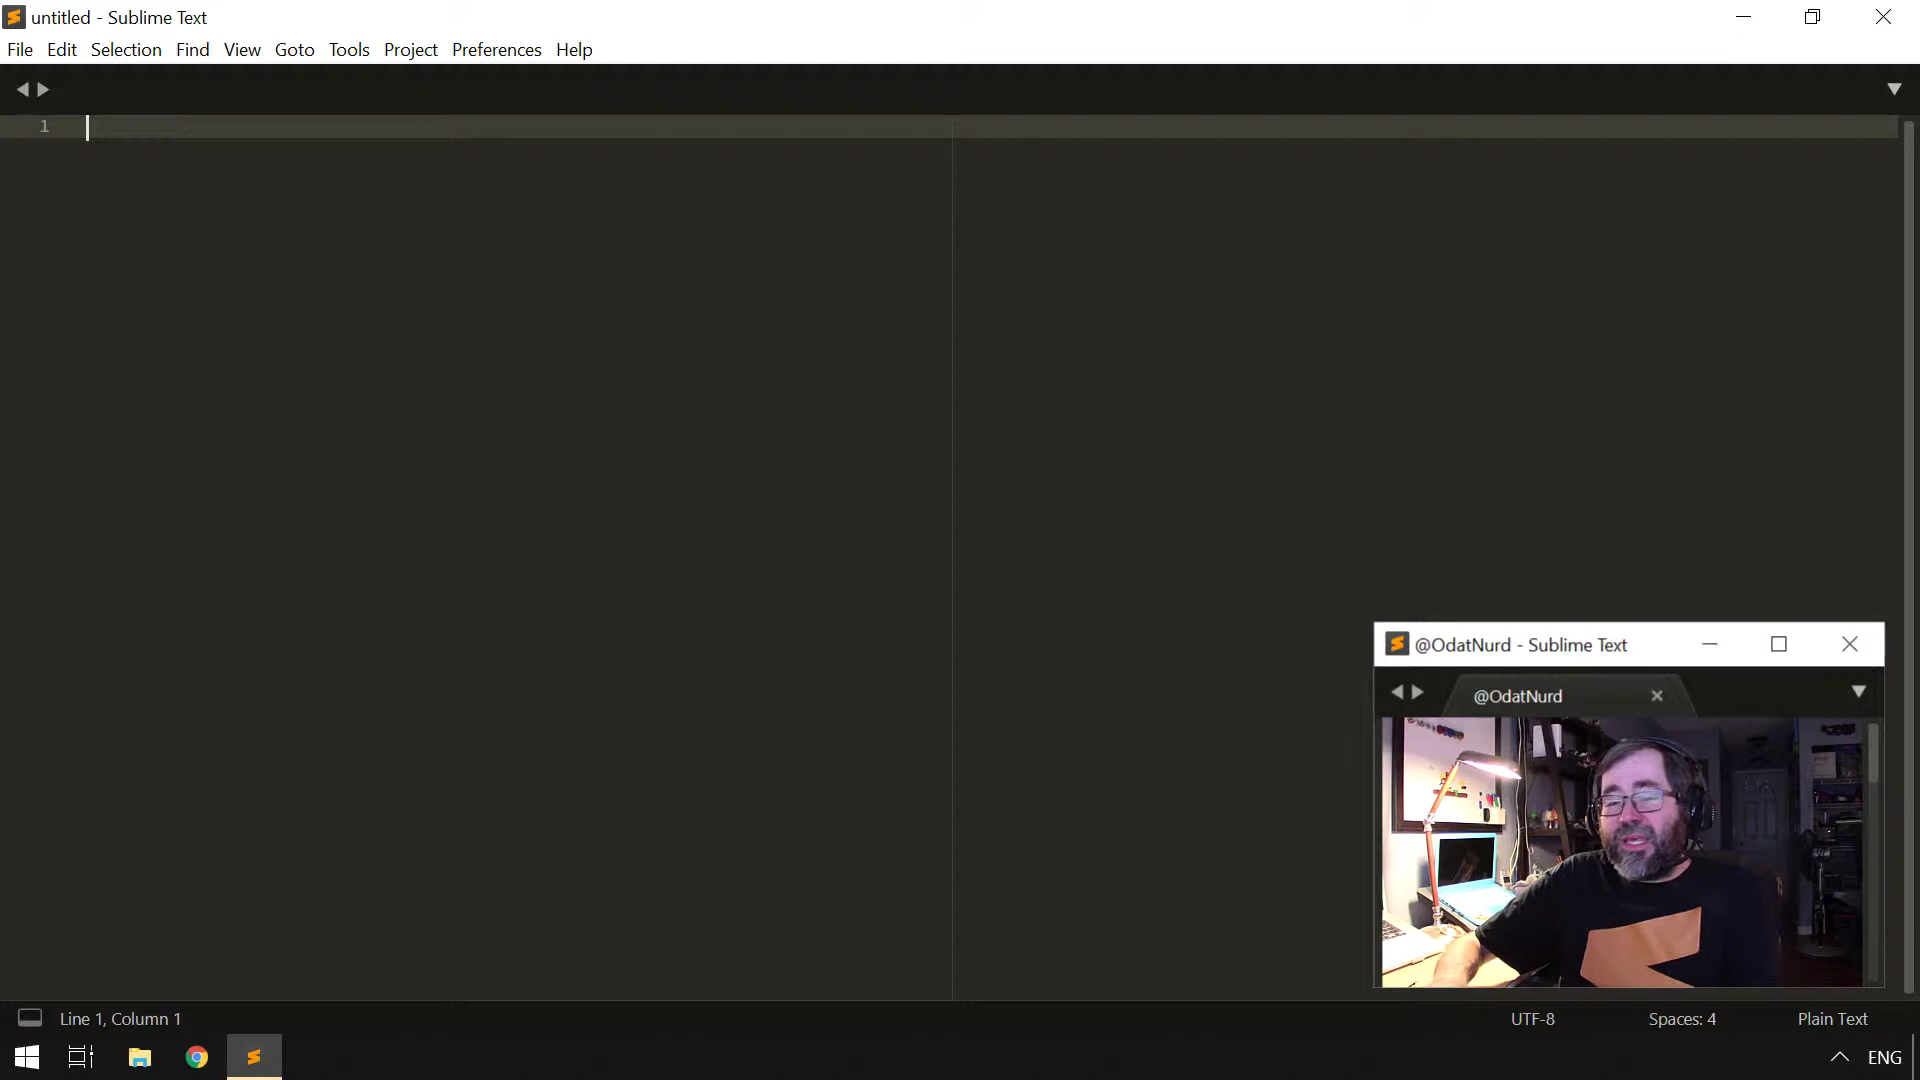 untitled - Sublime Text
File Edit Selection Find View Goto Tools Project Preferences Help
1
@OdatNurd - Sublime Text
@OdatNurd
Line 1, Column 1
UTF-8
Spaces: 4
Plain Text
ENG